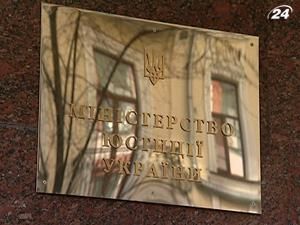 24
МІНІСТЕРСТВО
ЮСТИЦІЇ
УКРАЇНИ